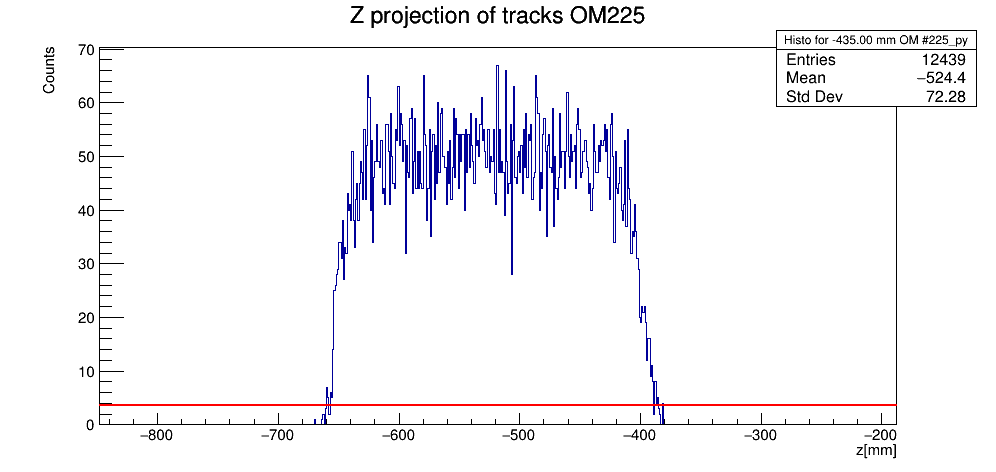 Z projection of tracks OM225
Histo for -435.00 mm OM #225_py
Entries 12439
Mean −524.4
Std Dev 72.28
Counts
70
60
50
40
30
20
10
0
−800 −700 −600 −500 −400 −300 −200
z[mm]